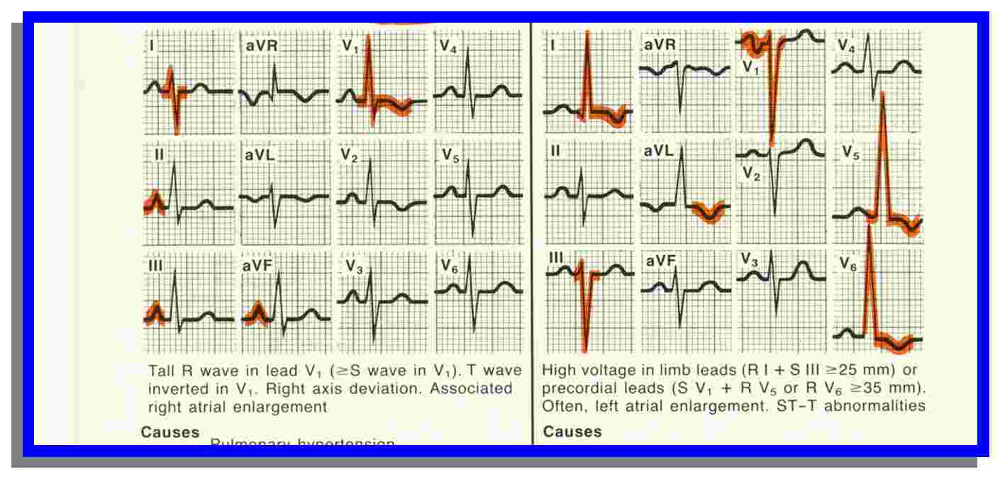 I aVR V₁ V₄
II aVL V₂ V₅
III aVF V₃ V₆
Tall R wave in lead V₁ (≥S wave in V₁). T wave
inverted in V₁. Right axis deviation. Associated
right atrial enlargement
Causes
Pulmonary hypertension
I aVR V₁ V₄
II aVL V₂ V₅
III aVF V₃ V₆
High voltage in limb leads (R I + S III ≥25 mm) or
precordial leads (S V₁ + R V₅ or R V₆ ≥35 mm).
Often, left atrial enlargement. ST–T abnormalities
Causes